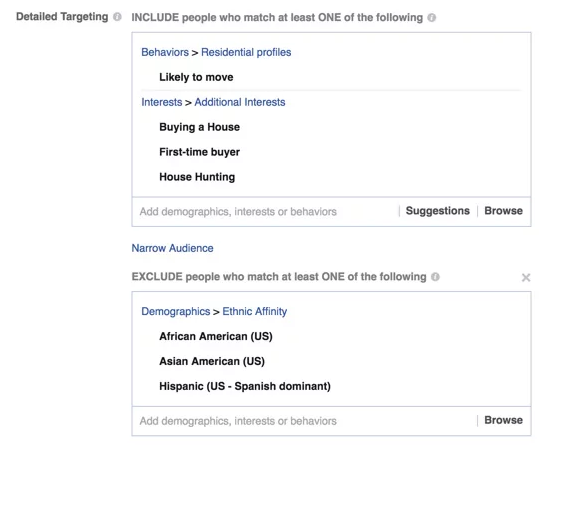 Detailed Targeting
INCLUDE people who match at least ONE of the following
Behaviors > Residential profiles
Likely to move
Interests > Additional Interests
Buying a House
First-time buyer
House Hunting
Add demographics, interests or behaviors | Suggestions | Browse
Narrow Audience
EXCLUDE people who match at least ONE of the following
Demographics > Ethnic Affinity
African American (US)
Asian American (US)
Hispanic (US - Spanish dominant)
Add demographics, interests or behaviors | Browse